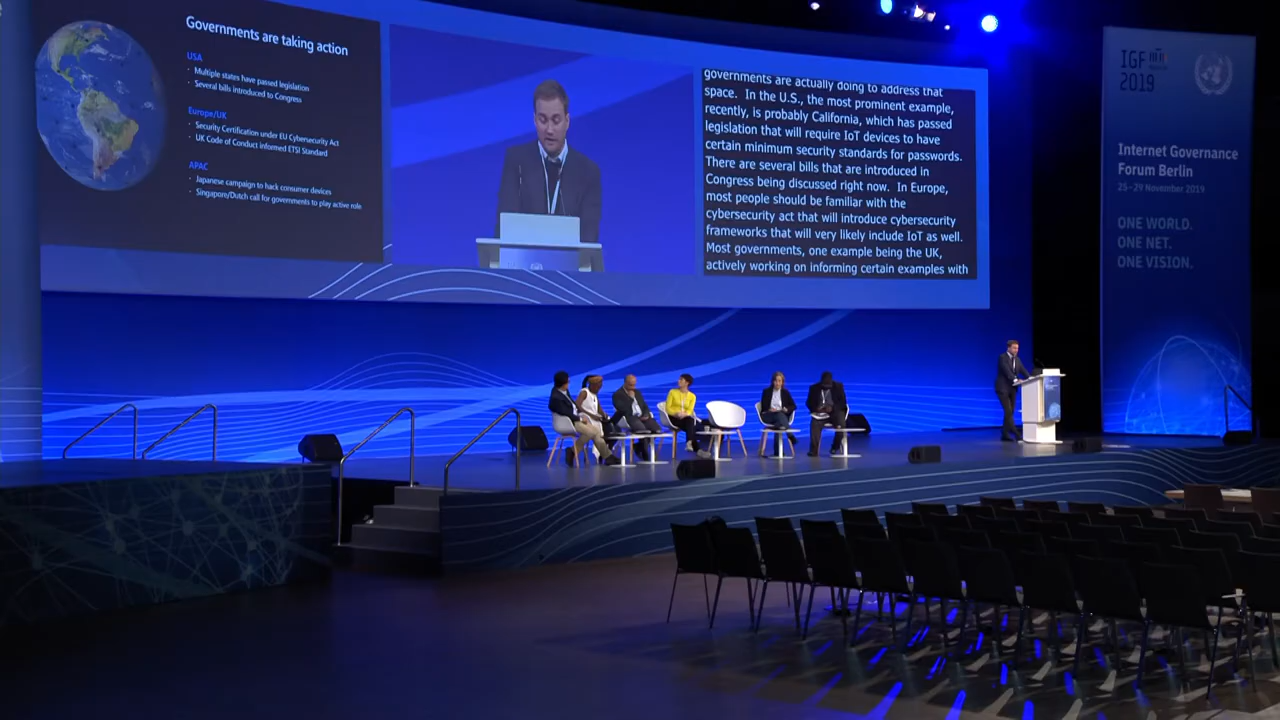 Governments are taking action
USA
· Multiple states have passed legislation
· Several bills introduced to Congress
Europe/UK
· Security Certification under EU Cybersecurity Act
· UK Code of Conduct informed ETSI Standard
APAC
· Japanese campaign to hack consumer devices
· Singapore/Dutch call for governments to play active role
governments are actually doing to address that
space. In the U.S., the most prominent example,
recently, is probably California, which has passed
legislation that will require IoT devices to have
certain minimum security standards for passwords.
There are several bills that are introduced in
Congress being discussed right now. In Europe,
most people should be familiar with the
cybersecurity act that will introduce cybersecurity
frameworks that will very likely include IoT as well.
Most governments, one example being the UK,
actively working on informing certain examples with
IGF
2019
Internet Governance
Forum Berlin
25–29 November 2019
ONE WORLD.
ONE NET.
ONE VISION.